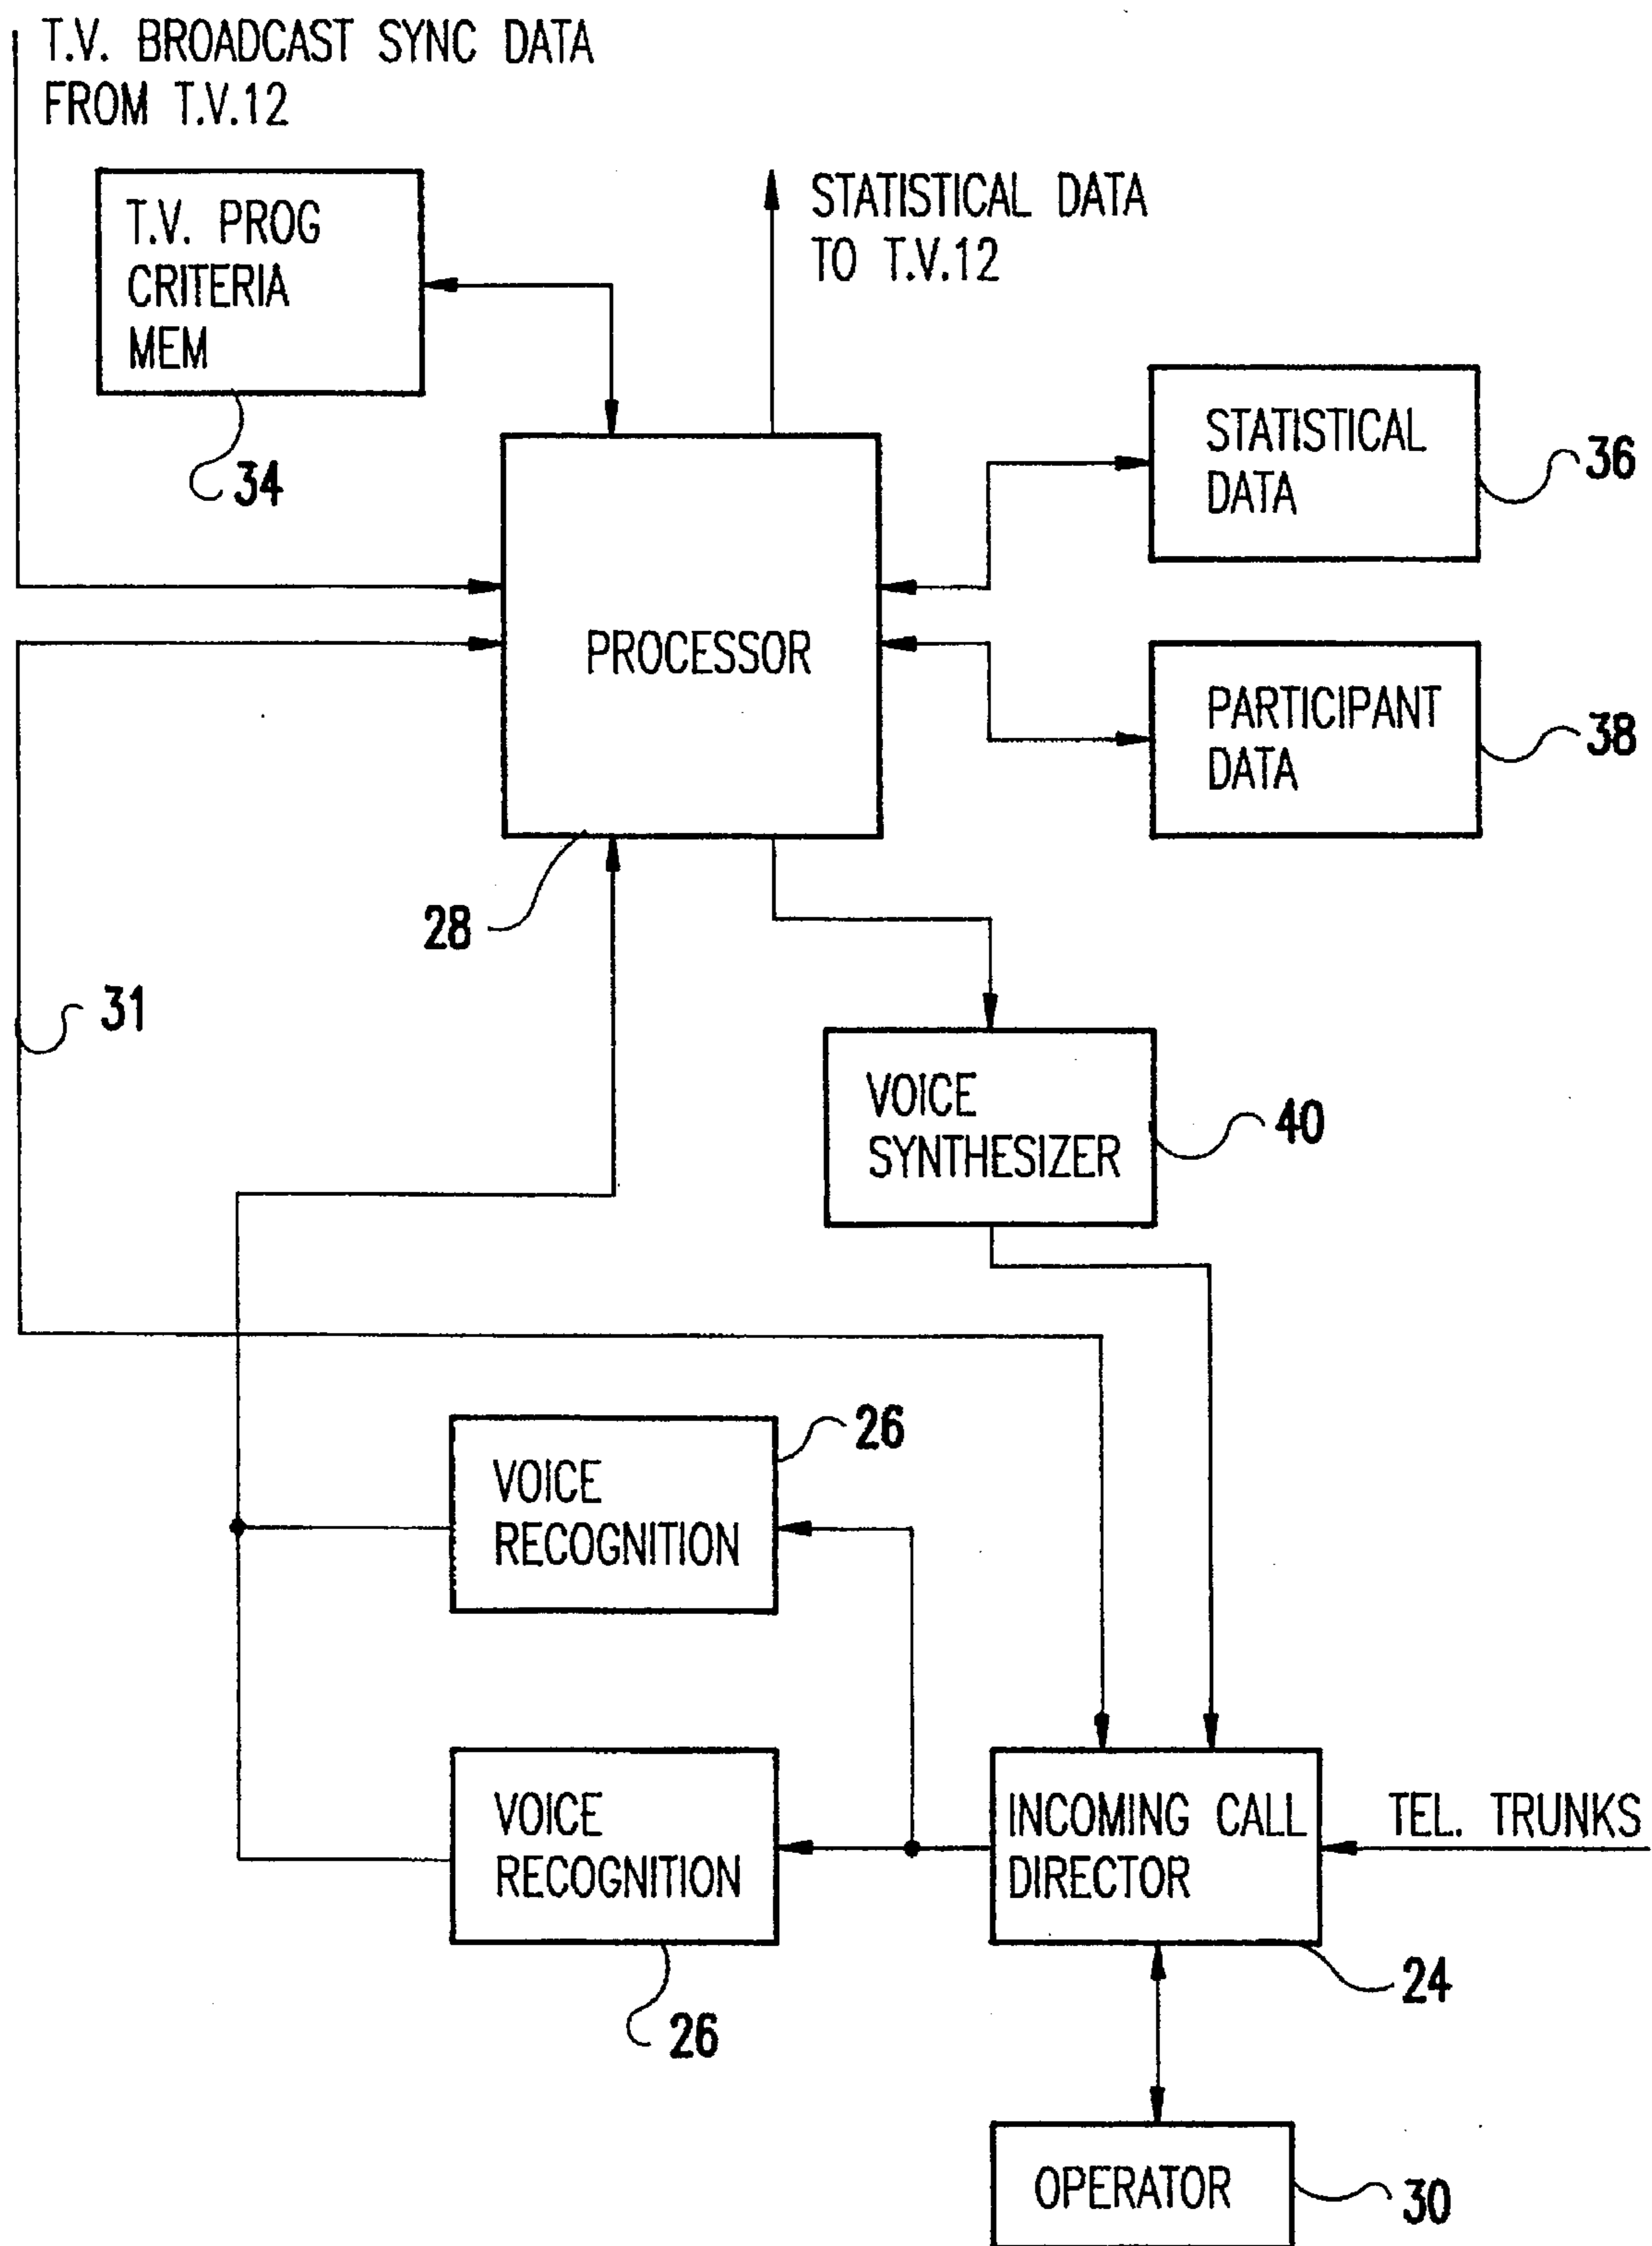 T.V. BROADCAST SYNC DATA
FROM T.V.12
T.V. PROG
CRITERIA
MEM
34
STATISTICAL DATA
TO T.V.12
STATISTICAL
DATA
36
PROCESSOR
28
PARTICIPANT
DATA
38
31
VOICE
SYNTHESIZER
40
VOICE
RECOGNITION
26
VOICE
RECOGNITION
26
INCOMING CALL
DIRECTOR
24
TEL. TRUNKS
OPERATOR
30